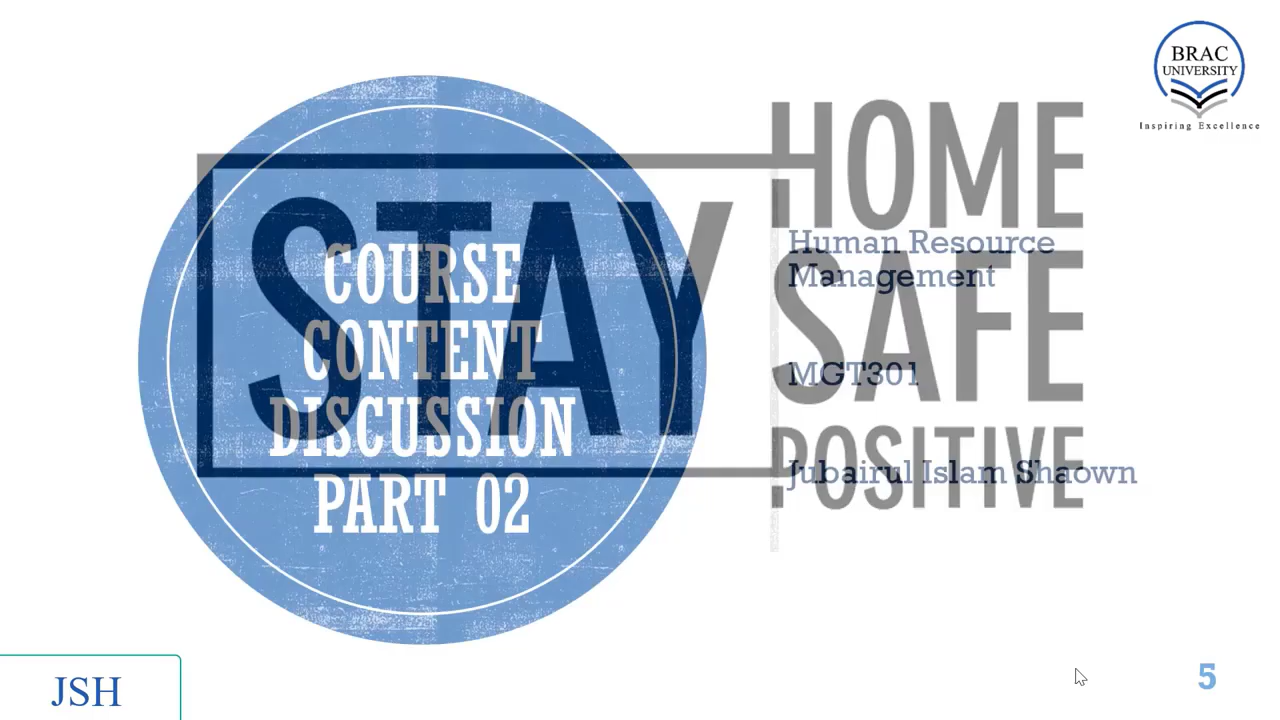 BRAC
UNIVERSITY
Inspiring Excellence
STAY
HOME
SAFE
POSITIVE
COURSE
CONTENT
DISCUSSION
PART 02
Human Resource
Management
MGT301
Jubairul Islam Shaown
JSH
5